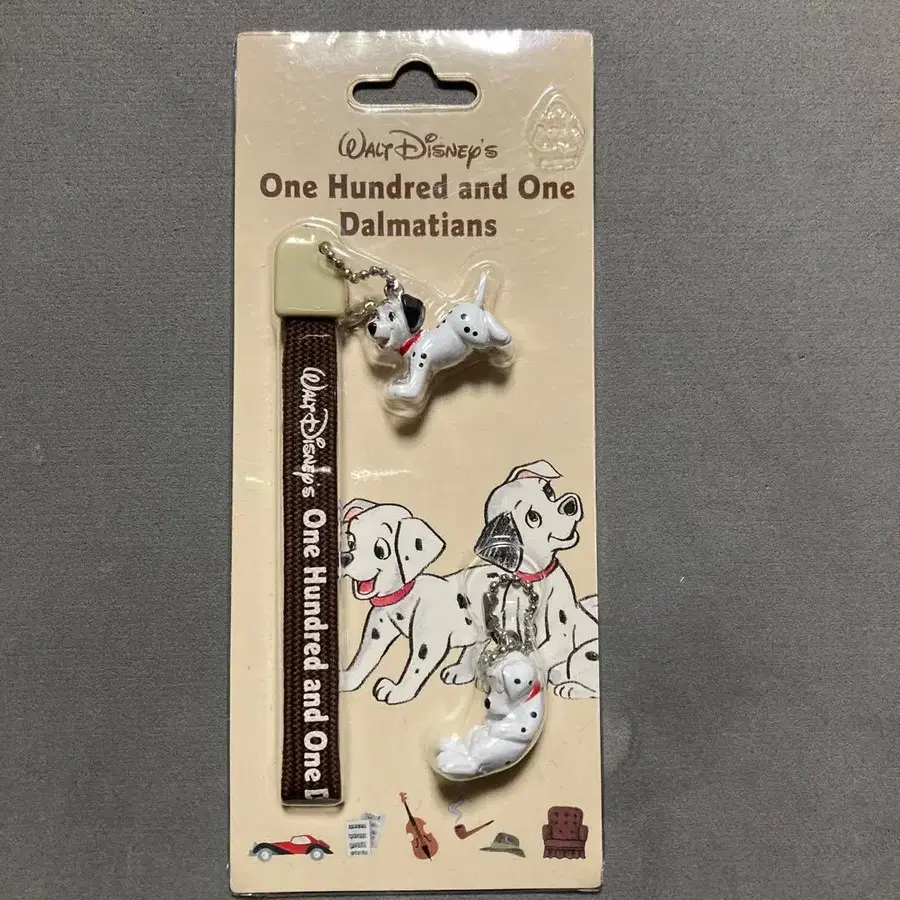 WALT DISNEY'S
One Hundred and One
Dalmatians
WALT DISNEY'S One Hundred and One D